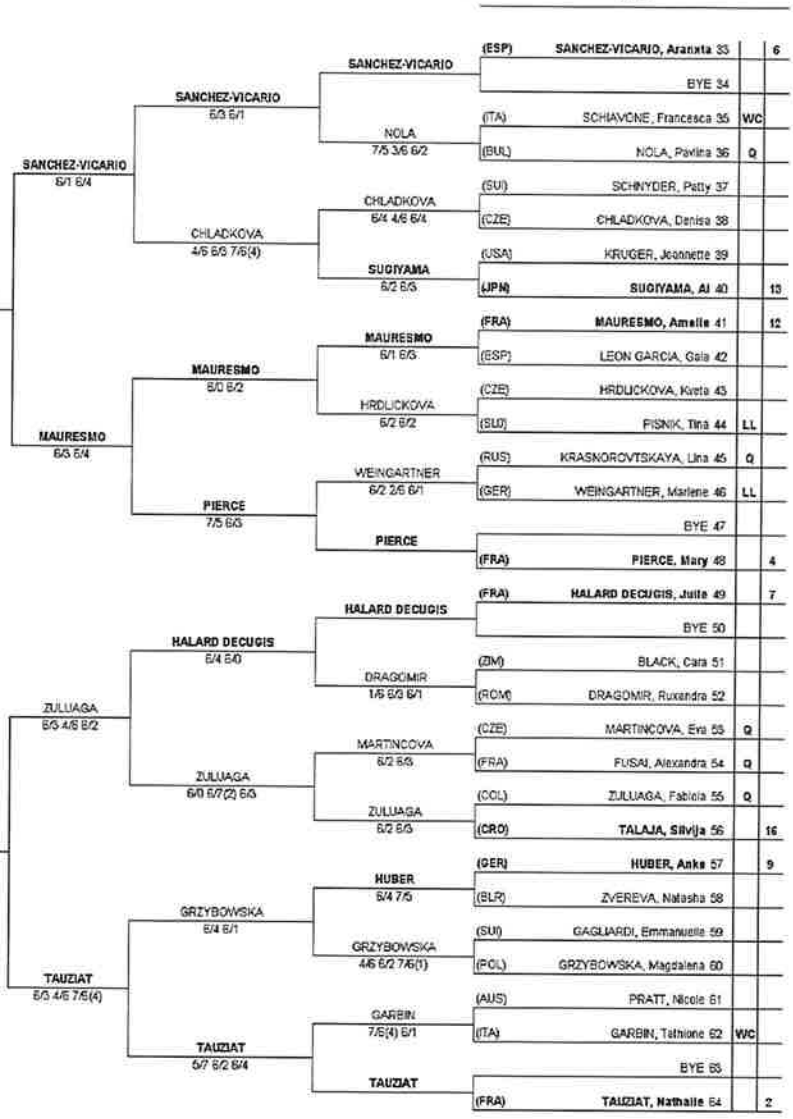 (ESP) SANCHEZ-VICARIO, Aranxta 33 6
SANCHEZ-VICARIO
BYE 34
SANCHEZ-VICARIO
6/3 6/1
(ITA) SCHIAVONE, Francesca 35 WC
NOLA
7/5 3/6 6/2
(BUL) NOLA, Pavlina 36 Q
SANCHEZ-VICARIO
6/1 6/4
(SUI) SCHNYDER, Patty 37
CHLADKOVA
6/4 4/6 6/4
(CZE) CHLADKOVA, Denisa 38
CHLADKOVA
4/6 6/3 7/6(4)
(USA) KRUGER, Joannette 39
SUGIYAMA
6/2 6/3
(JPN) SUGIYAMA, Ai 40 13
(FRA) MAURESMO, Amelie 41 12
MAURESMO
6/1 6/3
(ESP) LEON GARCIA, Gala 42
MAURESMO
6/0 6/2
(CZE) HRDLICKOVA, Kveta 43
HRDLICKOVA
6/2 6/2
(SLO) PISNIK, Tina 44 LL
MAURESMO
6/3 6/4
(RUS) KRASNOROVTSKAYA, Lina 45 Q
WEINGARTNER
6/2 2/6 6/1
(GER) WEINGARTNER, Marlene 46 LL
PIERCE
7/5 6/3
BYE 47
PIERCE
(FRA) PIERCE, Mary 48 4
(FRA) HALARD DECUGIS, Julie 49 7
HALARD DECUGIS
BYE 50
HALARD DECUGIS
6/4 6/0
(ZIM) BLACK, Cara 51
DRAGOMIR
1/6 6/3 6/1
(ROM) DRAGOMIR, Ruxandra 52
ZULUAGA
6/3 4/6 6/2
(CZE) MARTINCOVA, Eva 53 Q
MARTINCOVA
6/2 6/3
(FRA) FUSAI, Alexandra 54 Q
ZULUAGA
6/0 6/7(2) 6/3
(COL) ZULUAGA, Fabiola 55 Q
ZULUAGA
6/2 6/3
(CRO) TALAJA, Silvija 56 16
(GER) HUBER, Anke 57 9
HUBER
6/4 7/5
(BLR) ZVEREVA, Natasha 58
GRZYBOWSKA
6/4 6/1
(SUI) GAGLIARDI, Emmanuelle 59
GRZYBOWSKA
4/6 6/2 7/6(1)
(POL) GRZYBOWSKA, Magdalena 60
TAUZIAT
6/3 4/6 7/6(4)
(AUS) PRATT, Nicole 61
GARBIN
7/6(4) 6/1
(ITA) GARBIN, Tathione 62 WC
TAUZIAT
5/7 6/2 6/4
BYE 63
TAUZIAT
(FRA) TAUZIAT, Nathalie 64 2